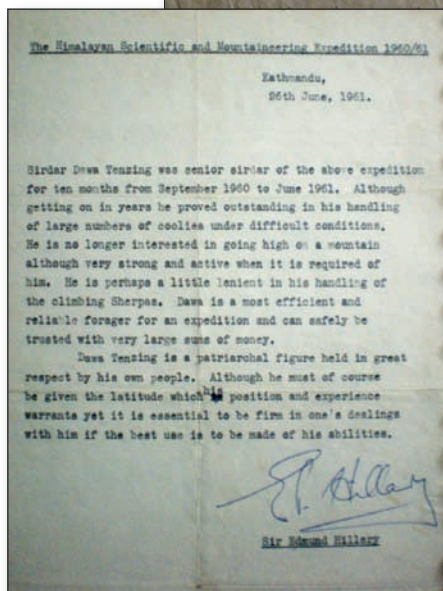 The Himalayan Scientific and Mountaineering Expedition 1960/61
Kathmandu,
26th June, 1961.
Sirdar Dawa Tenzing was senior sirdar of the above expedition
for ten months from September 1960 to June 1961. Although
getting on in years he proved outstanding in his handling
of large numbers of coolies under difficult conditions.
He is no longer interested in going high on a mountain
although very strong and active when it is required of
him. He is perhaps a little lenient in his handling of
the climbing Sherpas. Dawa is a most efficient and
reliable forager for an expedition and can safely be
trusted with very large sums of money.
Dawa Tenzing is a patriarchal figure held in great
respect by his own people. Although he must of course
be given the latitude which his position and experience
warrants yet it is essential to be firm in one's dealings
with him if the best use is to be made of his abilities.
E.P. Hillary
Sir Edmund Hillary